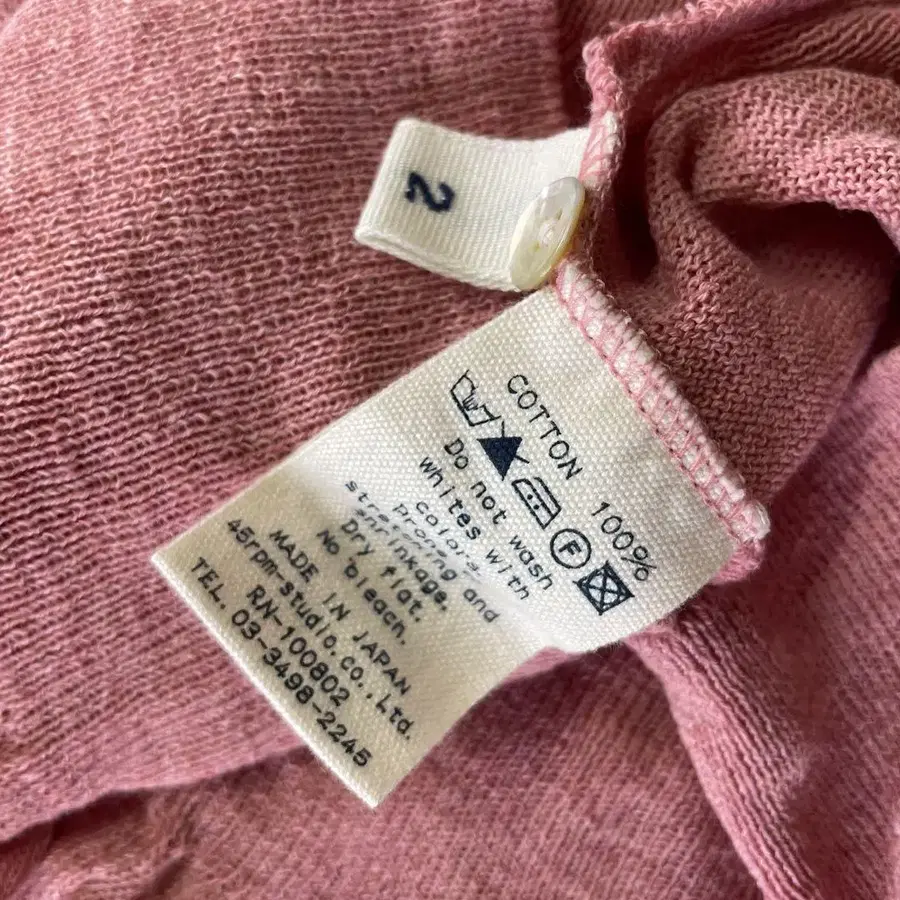 2
COTTON 100%
F
Do not wash
whites with
colors.
prone
stretching and
shrinkage.
Dry flat.
No bleach.
MADE IN JAPAN
45rpm-studio.co.,Ltd.
RN-100802
TEL. 03-3498-2245